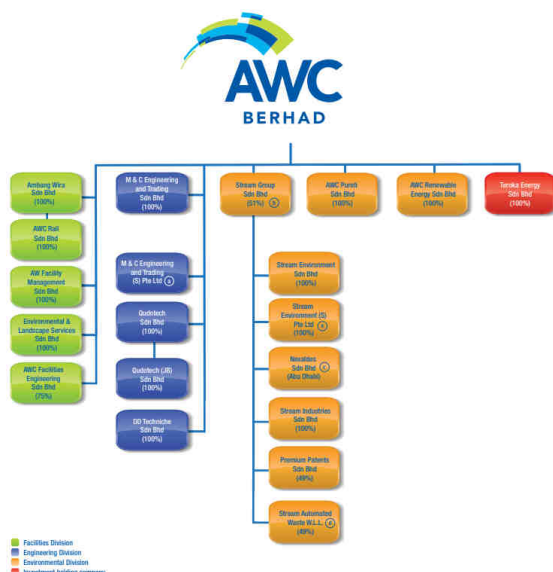 AWC
BERHAD
Ambang Wira
Sdn Bhd
(100%)
AWC Rail
Sdn Bhd
(100%)
AW Facility
Management
Sdn Bhd
(100%)
Environmental &
Landscape Services
Sdn Bhd
(100%)
AWC Facilities
Engineering
Sdn Bhd
(75%)
M & C Engineering
and Trading
Sdn Bhd
(100%)
M & C Engineering
and Trading
(S) Pte Ltd
Qudotech
Sdn Bhd
(100%)
Qudotech (JB)
Sdn Bhd
(100%)
DD Techniche
Sdn Bhd
(100%)
Stream Group
Sdn Bhd
(51%)
Stream Environment
Sdn Bhd
(100%)
Stream
Environment (S)
Pte Ltd
(100%)
Nexaldes
Sdn Bhd
(Abu Dhabi)
Stream Industries
Sdn Bhd
(100%)
Premium Patents
Sdn Bhd
(49%)
Stream Automated
Waste W.L.L.
(49%)
AWC Pureti
Sdn Bhd
(100%)
AWC Renewable
Energy Sdn Bhd
(100%)
Teroka Energy
Sdn Bhd
(100%)
Facilities Division
Engineering Division
Environmental Division
Investment holding company